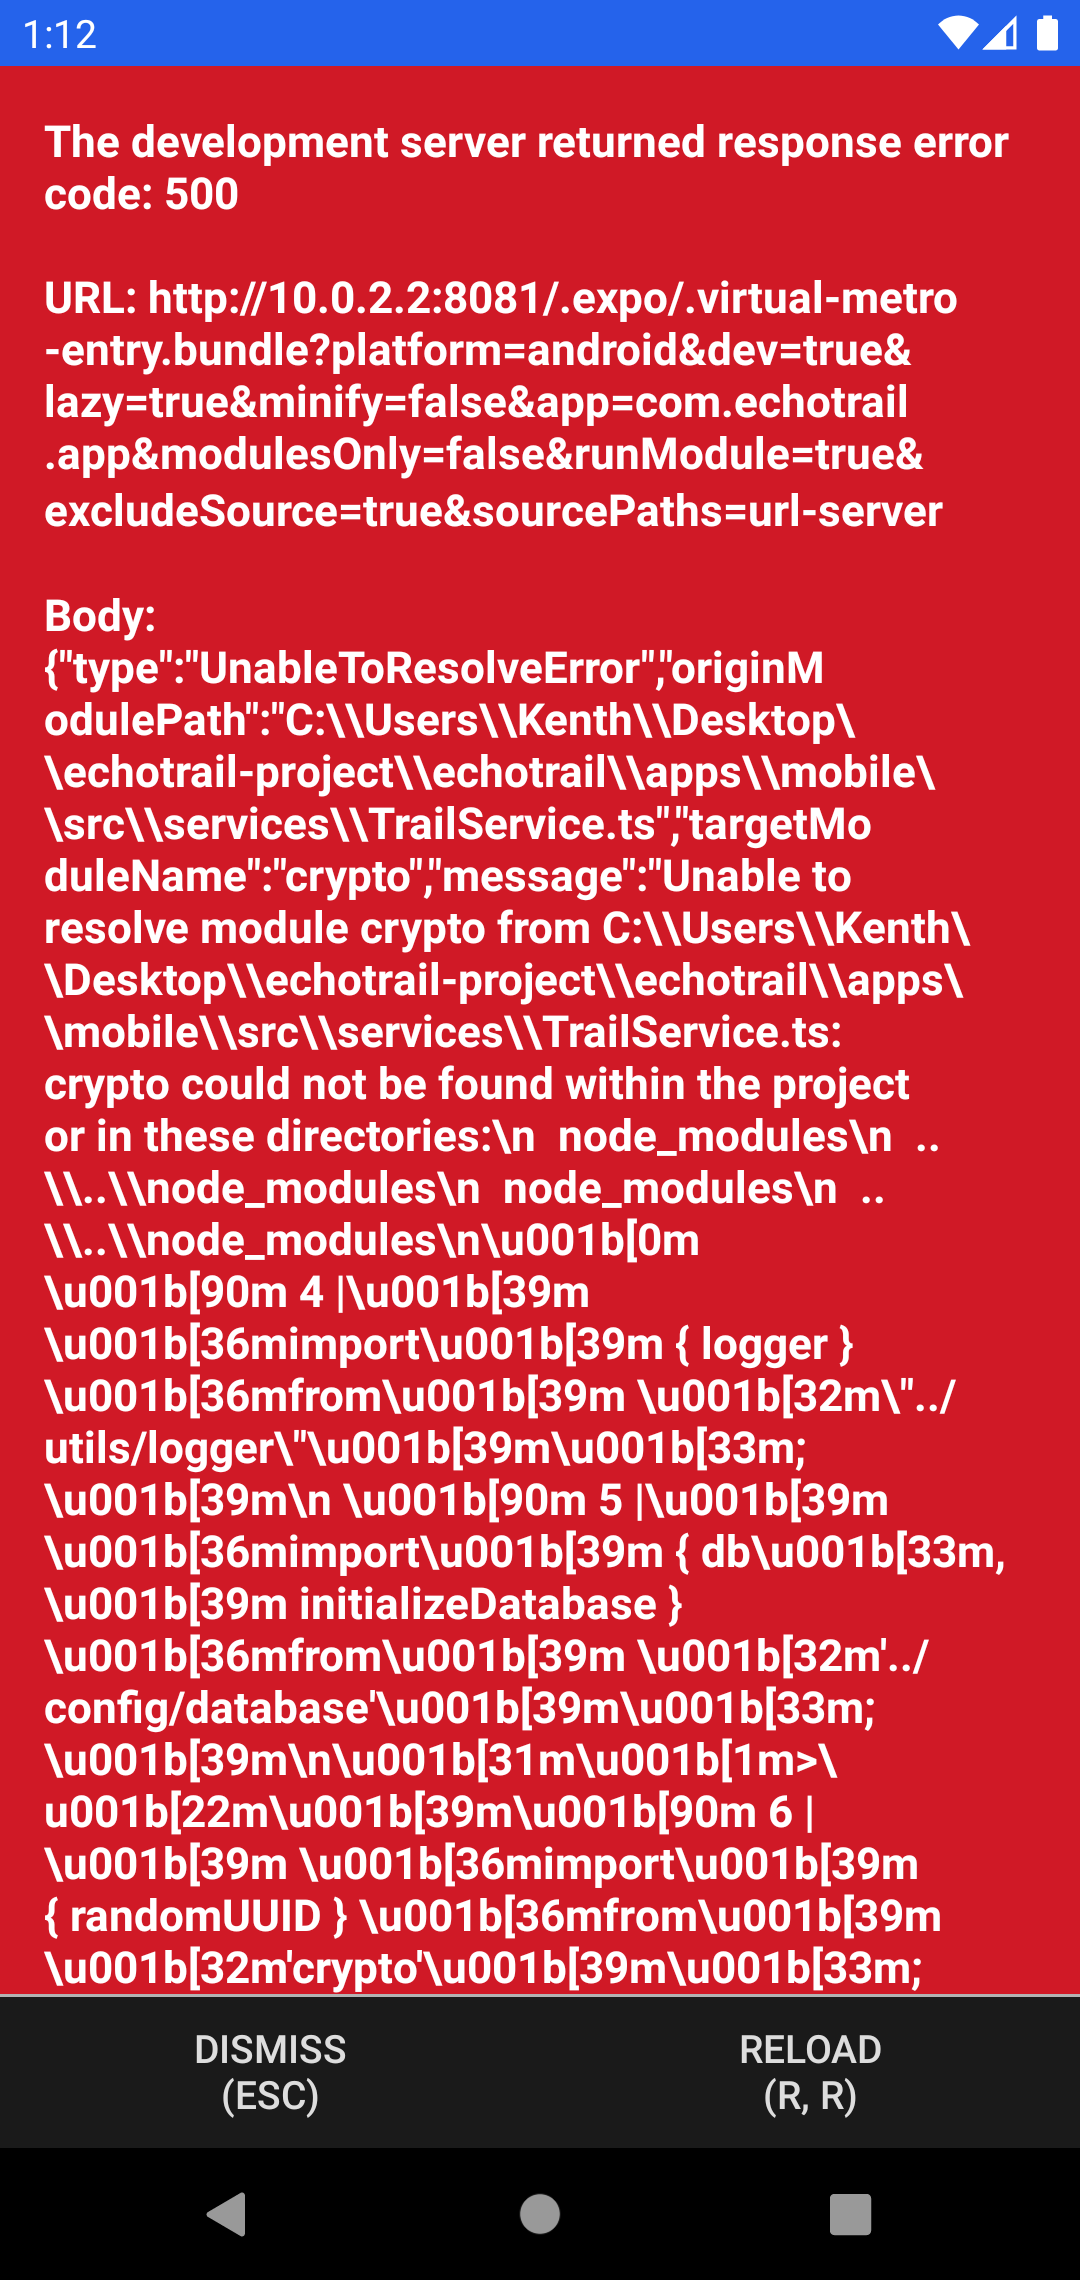 1:12
The development server returned response error
code: 500
URL: http://10.0.2.2:8081/.expo/.virtual-metro
-entry.bundle?platform=android&dev=true&
lazy=true&minify=false&app=com.echotrail
.app&modulesOnly=false&runModule=true&
excludeSource=true&sourcePaths=url-server
Body:
{"type":"UnableToResolveError","originM
odulePath":"C:\\Users\\Kenth\\Desktop\
\echotrail-project\\echotrail\\apps\\mobile\
\src\\services\\TrailService.ts","targetMo
duleName":"crypto","message":"Unable to
resolve module crypto from C:\\Users\\Kenth\
\Desktop\\echotrail-project\\echotrail\\apps\
\mobile\\src\\services\\TrailService.ts:
crypto could not be found within the project
or in these directories:\n  node_modules\n  ..
\\..\\node_modules\n  node_modules\n  ..
\\..\\node_modules\n\u001b[0m
\u001b[90m 4 |\u001b[39m
\u001b[36mimport\u001b[39m { logger }
\u001b[36mfrom\u001b[39m \u001b[32m\"../
utils/logger\"\u001b[39m\u001b[33m;
\u001b[39m\n \u001b[90m 5 |\u001b[39m
\u001b[36mimport\u001b[39m { db\u001b[33m,
\u001b[39m initializeDatabase }
\u001b[36mfrom\u001b[39m \u001b[32m'../
config/database'\u001b[39m\u001b[33m;
\u001b[39m\n\u001b[31m\u001b[1m>\
u001b[22m\u001b[39m\u001b[90m 6 |
\u001b[39m \u001b[36mimport\u001b[39m
{ randomUUID } \u001b[36mfrom\u001b[39m
\u001b[32m'crypto'\u001b[39m\u001b[33m;
DISMISS
(ESC)
RELOAD
(R, R)